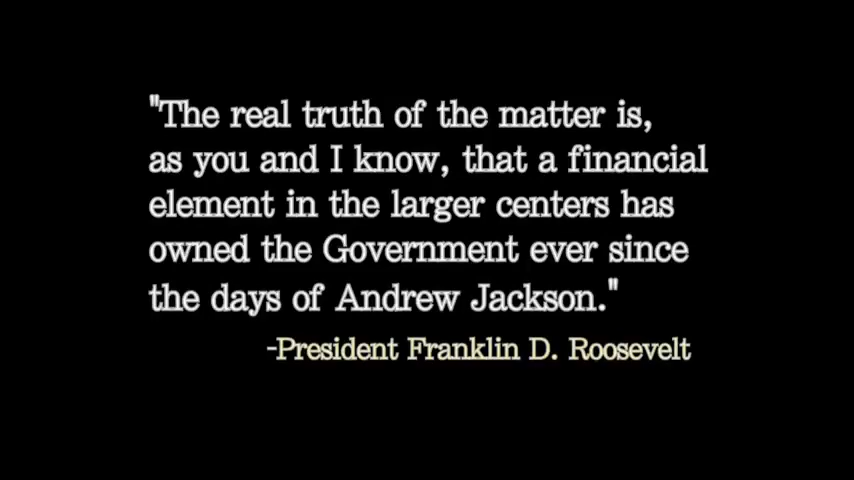 "The real truth of the matter is,
as you and I know, that a financial
element in the larger centers has
owned the Government ever since
the days of Andrew Jackson."
-President Franklin D. Roosevelt